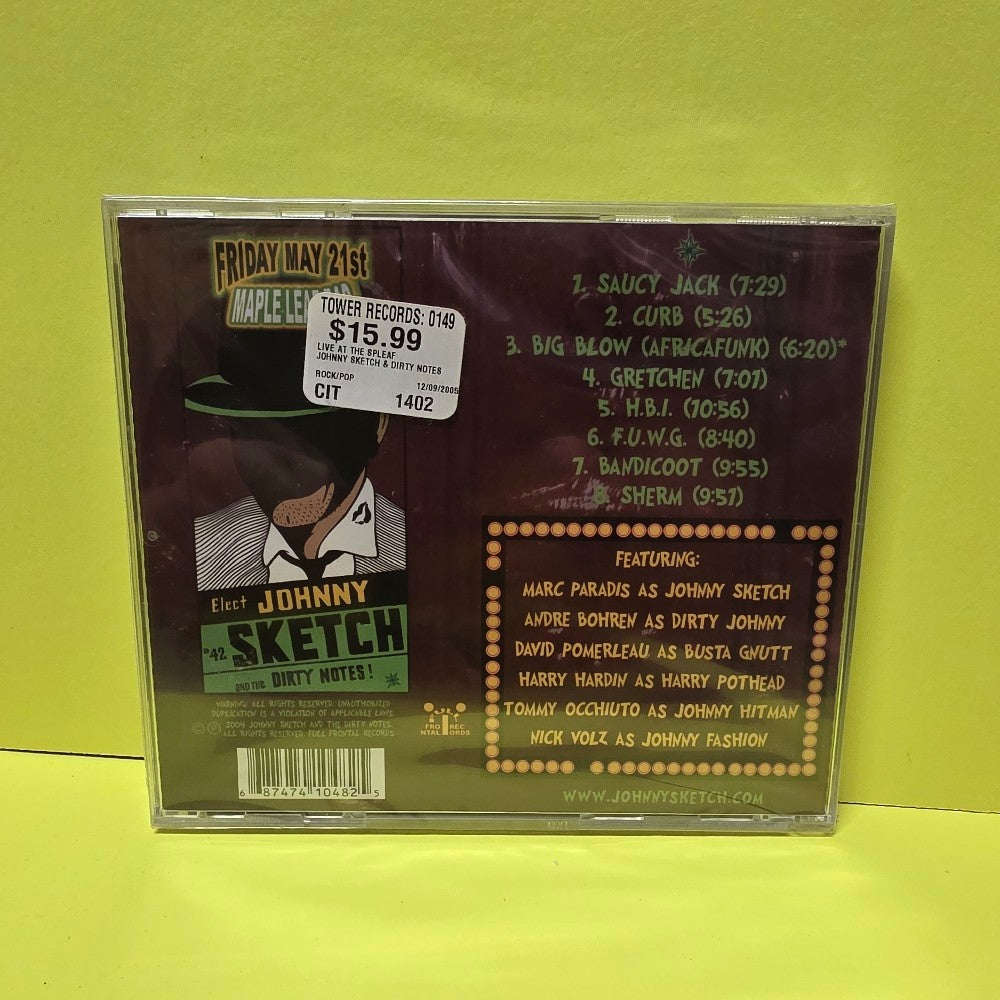 FRIDAY MAY 21st
MAPLE LEAF
TOWER RECORDS: 0149
$15.99
LIVE AT THE SPLEAF
JOHNNY SKETCH & DIRTY NOTES
ROCK/POP
12/09/2005
CIT 1402
Elect JOHNNY
#42 SKETCH
AND THE DIRTY NOTES!
WARNING: ALL RIGHTS RESERVED. UNAUTHORIZED
DUPLICATION IS A VIOLATION OF APPLICABLE LAWS.
© ℗ 2004 JOHNNY SKETCH AND THE DIRTY NOTES.
ALL RIGHTS RESERVED. FULL FRONTAL RECORDS.
6 87474 10482 5
FRO REC
NTAL ORDS
1. SAUCY JACK (7:29)
2. CURB (5:26)
3. BIG BLOW (AFRICAFUNK) (6:20)*
4. GRETCHEN (7:07)
5. H.B.I. (10:56)
6. F.U.W.G. (8:40)
7. BANDICOOT (9:55)
8. SHERM (9:57)
FEATURING:
MARC PARADIS AS JOHNNY SKETCH
ANDRE BOHREN AS DIRTY JOHNNY
DAVID POMERLEAU AS BUSTA GNUTT
HARRY HARDIN AS HARRY POTHEAD
TOMMY OCCHIUTO AS JOHNNY HITMAN
NICK VOLZ AS JOHNNY FASHION
WWW.JOHNNYSKETCH.COM